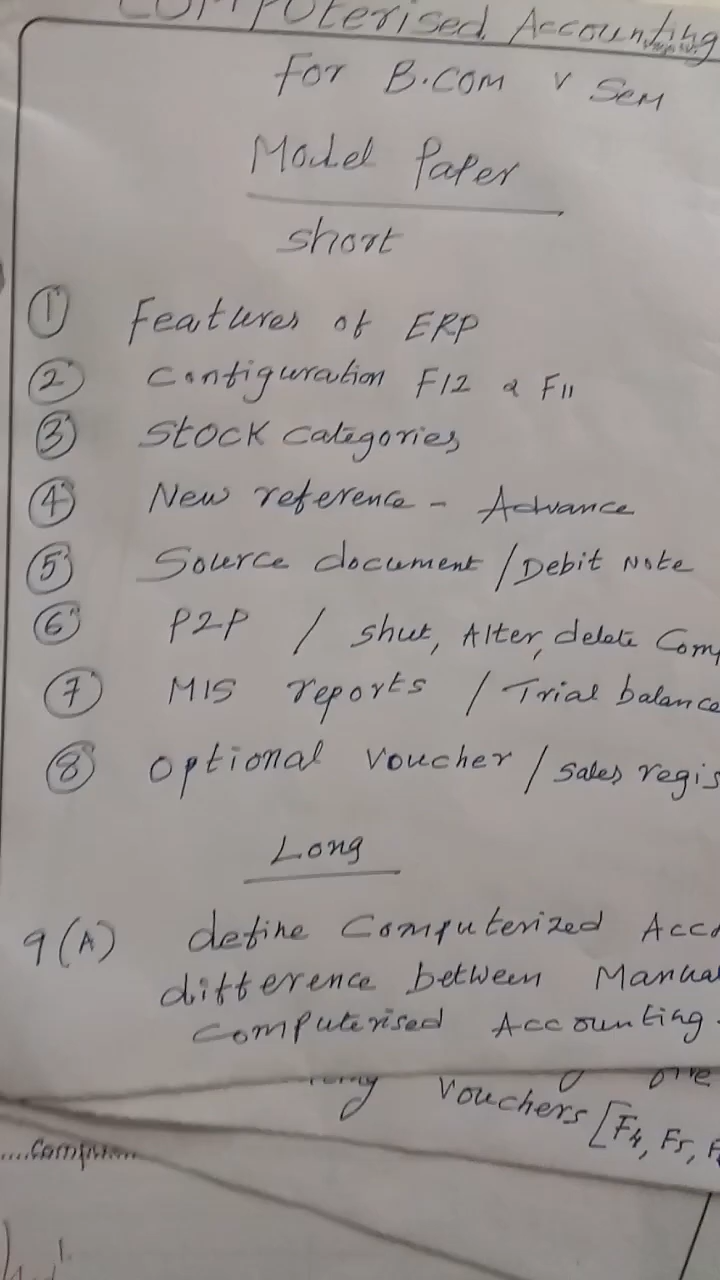 COMPUterised Accounting
For B.COM V Sem
Model Paper
short
① Features of ERP
② Configuration F12 & F11
③ Stock Categories
④ New reference - Advance
⑤ Source document / Debit Note
⑥ P2P / shut, Alter, delete Com
⑦ MIS reports / Trial balance
⑧ Optional Voucher / Sales regis
Long
9(A) define Computerized Acco
difference between Manua
Computerised Accounting.
Vouchers [F4, F5, F